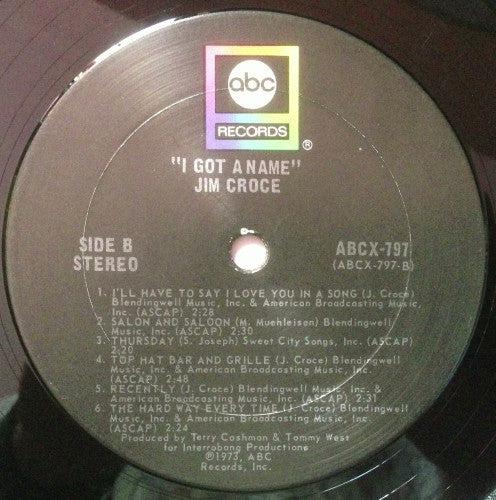 abc
RECORDS
®
"I GOT A NAME"
JIM CROCE
SIDE B
STEREO
ABCX-797
(ABCX-797-B)
1. I'LL HAVE TO SAY I LOVE YOU IN A SONG (J. Croce)
Blendingwell Music, Inc. & American Broadcasting Music,
Inc. (ASCAP) 2:28
2. SALON AND SALOON (M. Muehleisen) Blendingwell
Music, Inc. (ASCAP) 2:30
3. THURSDAY (S. Joseph) Sweet City Songs, Inc. (ASCAP)
2:20
4. TOP HAT BAR AND GRILLE (J. Croce) Blendingwell
Music, Inc. & American Broadcasting Music, Inc.
(ASCAP) 2:48
5. RECENTLY (J. Croce) Blendingwell Music, Inc. &
American Broadcasting Music, Inc. (ASCAP) 2:31
6. THE HARD WAY EVERY TIME (J. Croce) Blendingwell
Music, Inc. & American Broadcasting Music, Inc.
(ASCAP) 2:24
Produced by Terry Cashman & Tommy West
for Interrobang Productions
©1973, ABC
Records, Inc.